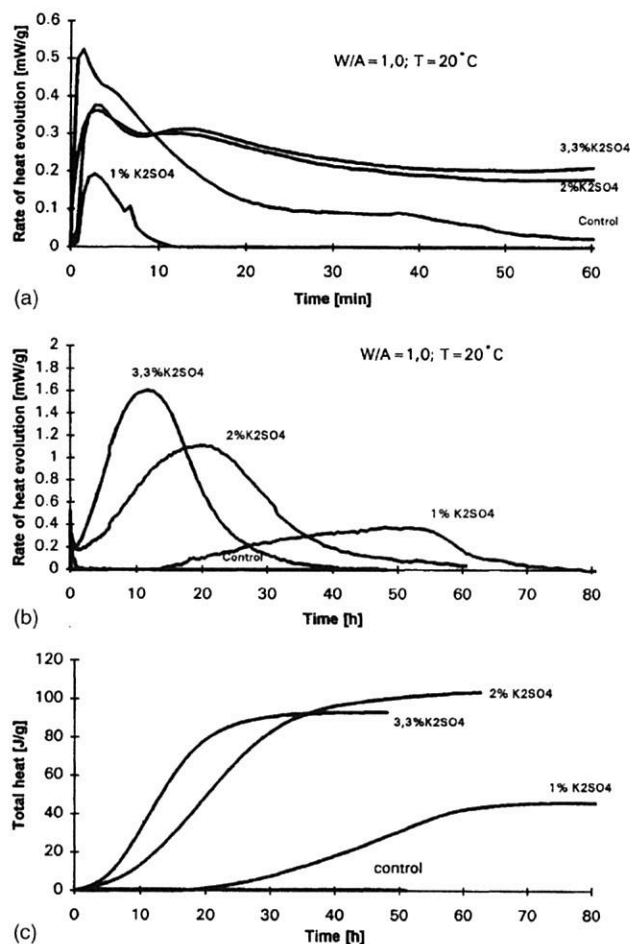 0.6
W/A = 1,0; T = 20°C
0.5
0.4
0.3
0.2
0.1
0
Rate of heat evolution [mW/g]
1% K2SO4
3,3%K2SO4
2%K2SO4
Control
0 10 20 30 40 50 60
(a)
Time [min]
2
W/A = 1,0; T = 20°C
1.8
1.6
1.4
1.2
1
0.8
0.6
0.4
0.2
0
Rate of heat evolution [mW/g]
3,3%K2SO4
2%K2SO4
1% K2SO4
Control
0 10 20 30 40 50 60 70 80
(b)
Time [h]
120
100
80
60
40
20
0
Total heat [J/g]
2% K2SO4
3,3%K2SO4
1% K2SO4
control
0 10 20 30 40 50 60 70 80
(c)
Time [h]